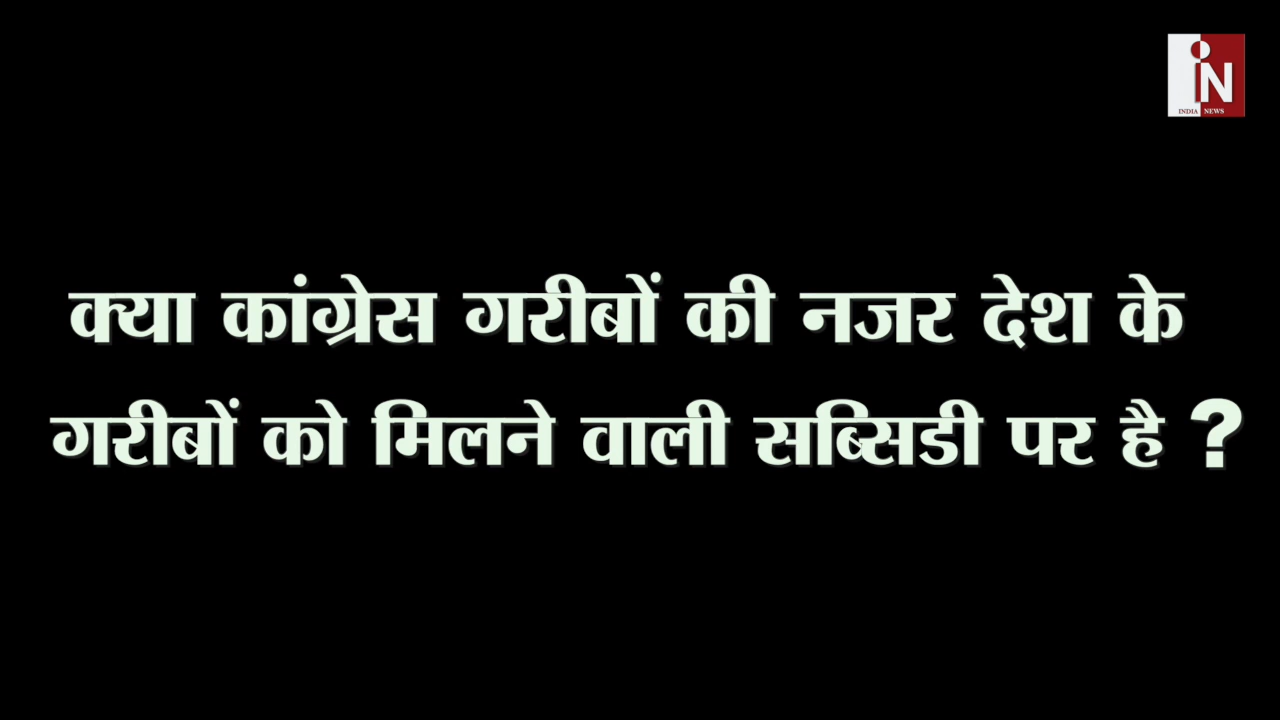 IN
INDIA NEWS
क्या कांग्रेस गरीबों की नजर देश के
गरीबों को मिलने वाली सब्सिडी पर है ?